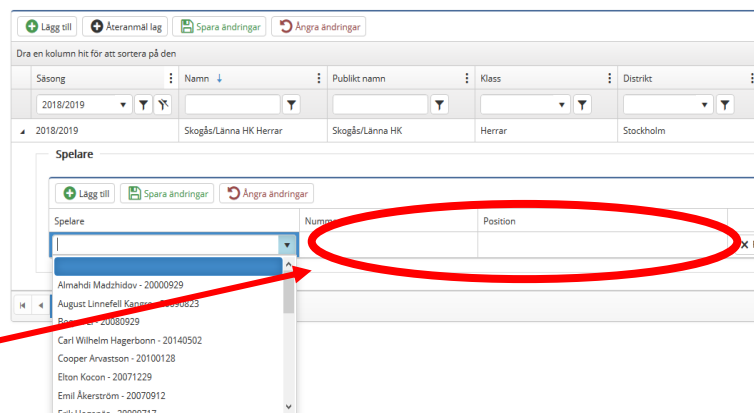 Lägg till Återanmäl lag Spara ändringar Ångra ändringar
Dra en kolumn hit för att sortera på den
Säsong Namn ↓ Publikt namn Klass Distrikt
2018/2019
2018/2019 Skogås/Länna HK Herrar Skogås/Länna HK Herrar Stockholm
Spelare
Lägg till Spara ändringar Ångra ändringar
Spelare Numme Position
Almahdi Madzhidov - 20000929
August Linnefell Kangro - 20090823
- 20080929
Carl Wilhelm Hagerbonn - 20140502
Cooper Arvastson - 20100128
Elton Kocon - 20071229
Emil Åkerström - 20070912